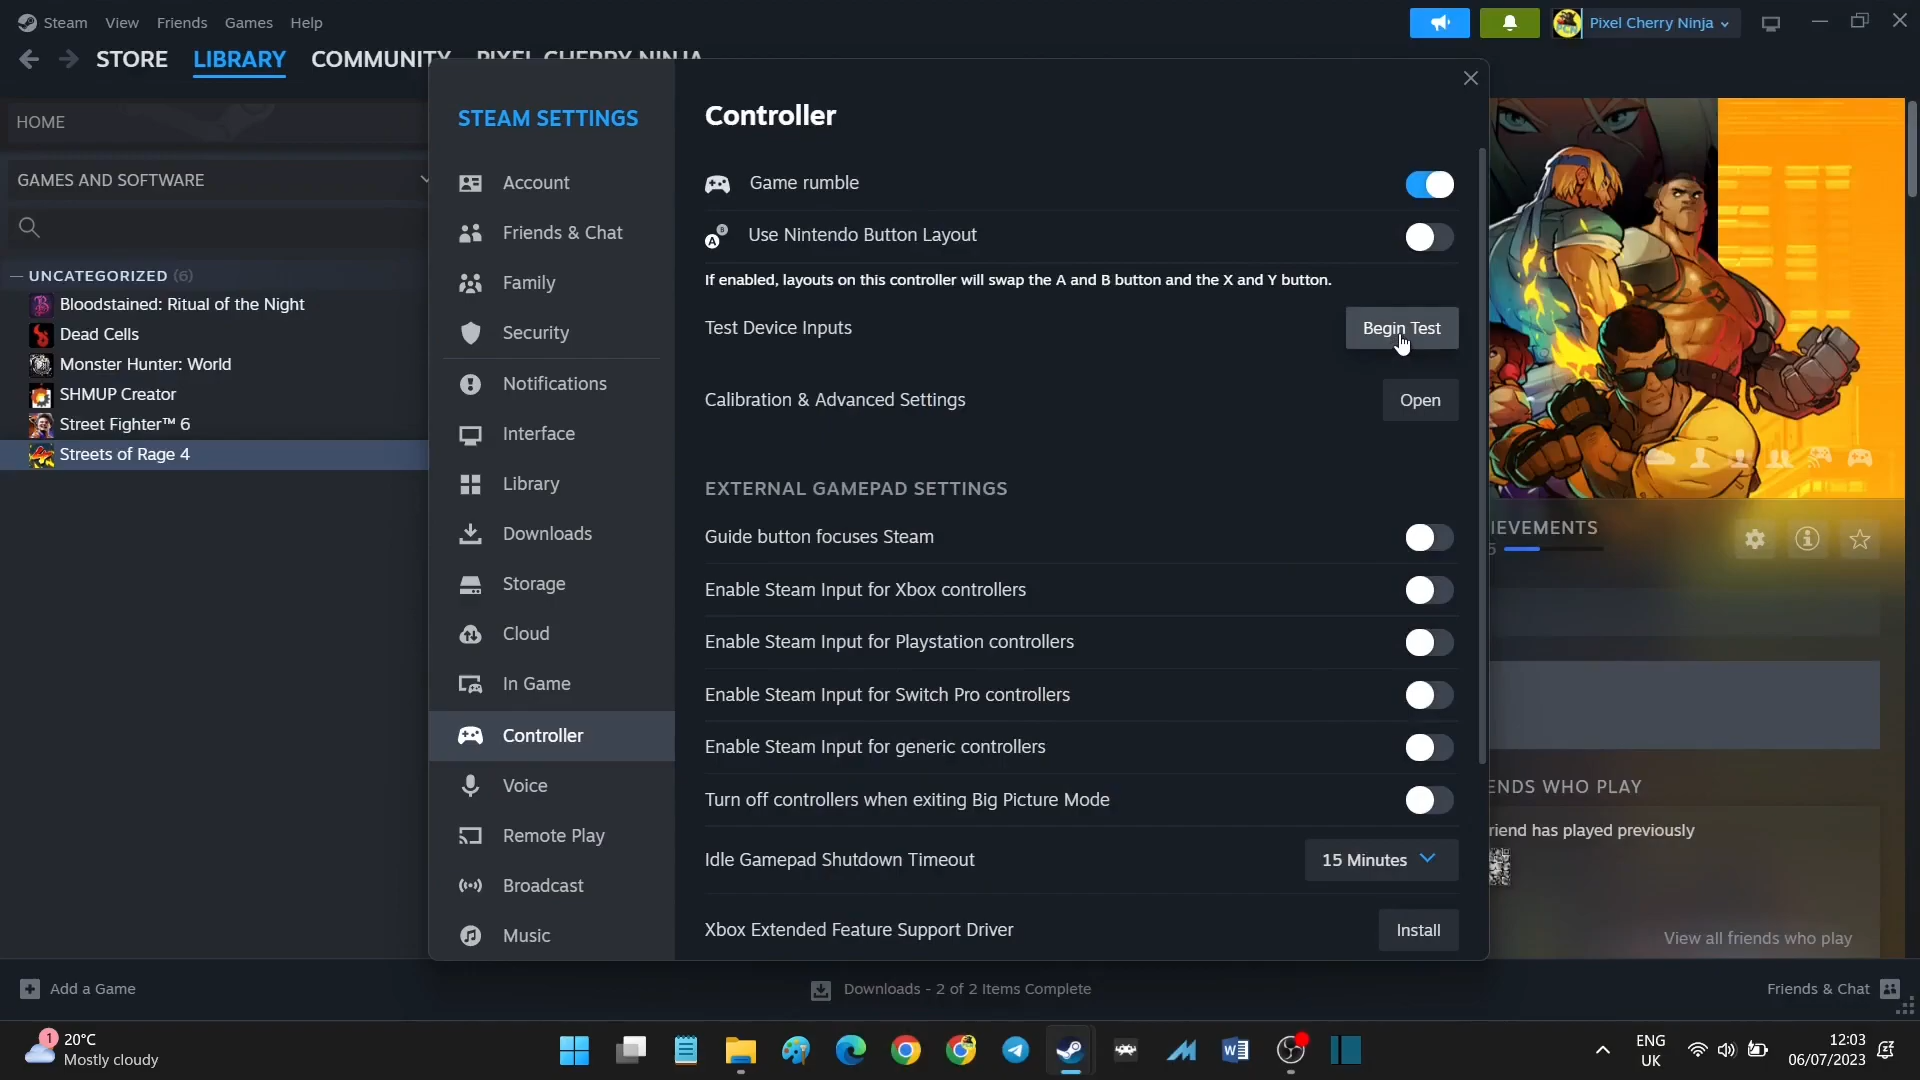 Steam View Friends Games Help
Pixel Cherry Ninja
STORE LIBRARY COMMUNITY PIXEL CHERRY NINJA
HOME
GAMES AND SOFTWARE
UNCATEGORIZED (6)
Bloodstained: Ritual of the Night
Dead Cells
Monster Hunter: World
SHMUP Creator
Street Fighter™ 6
Streets of Rage 4
STEAM SETTINGS
Account
Friends & Chat
Family
Security
Notifications
Interface
Library
Downloads
Storage
Cloud
In Game
Controller
Voice
Remote Play
Broadcast
Music
Controller
Game rumble
Use Nintendo Button Layout
If enabled, layouts on this controller will swap the A and B button and the X and Y button.
Test Device Inputs Begin Test
Calibration & Advanced Settings Open
EXTERNAL GAMEPAD SETTINGS
Guide button focuses Steam
Enable Steam Input for Xbox controllers
Enable Steam Input for Playstation controllers
Enable Steam Input for Switch Pro controllers
Enable Steam Input for generic controllers
Turn off controllers when exiting Big Picture Mode
Idle Gamepad Shutdown Timeout 15 Minutes
Xbox Extended Feature Support Driver Install
IEVEMENTS
5
ENDS WHO PLAY
riend has played previously
View all friends who play
Add a Game
Downloads - 2 of 2 Items Complete
Friends & Chat
1
20°C
Mostly cloudy
ENG
UK
12:03
06/07/2023